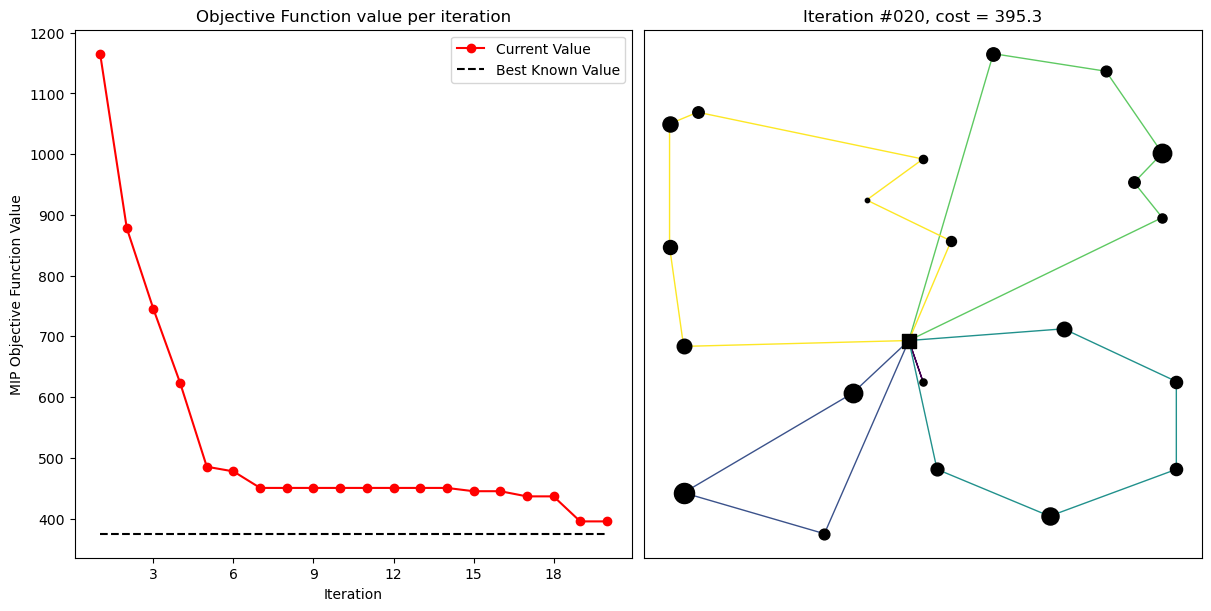 Objective Function value per iteration
Iteration #020, cost = 395.3
Current Value
Best Known Value
MIP Objective Function Value
1200
1100
1000
900
800
700
600
500
400
3 6 9 12 15 18
Iteration